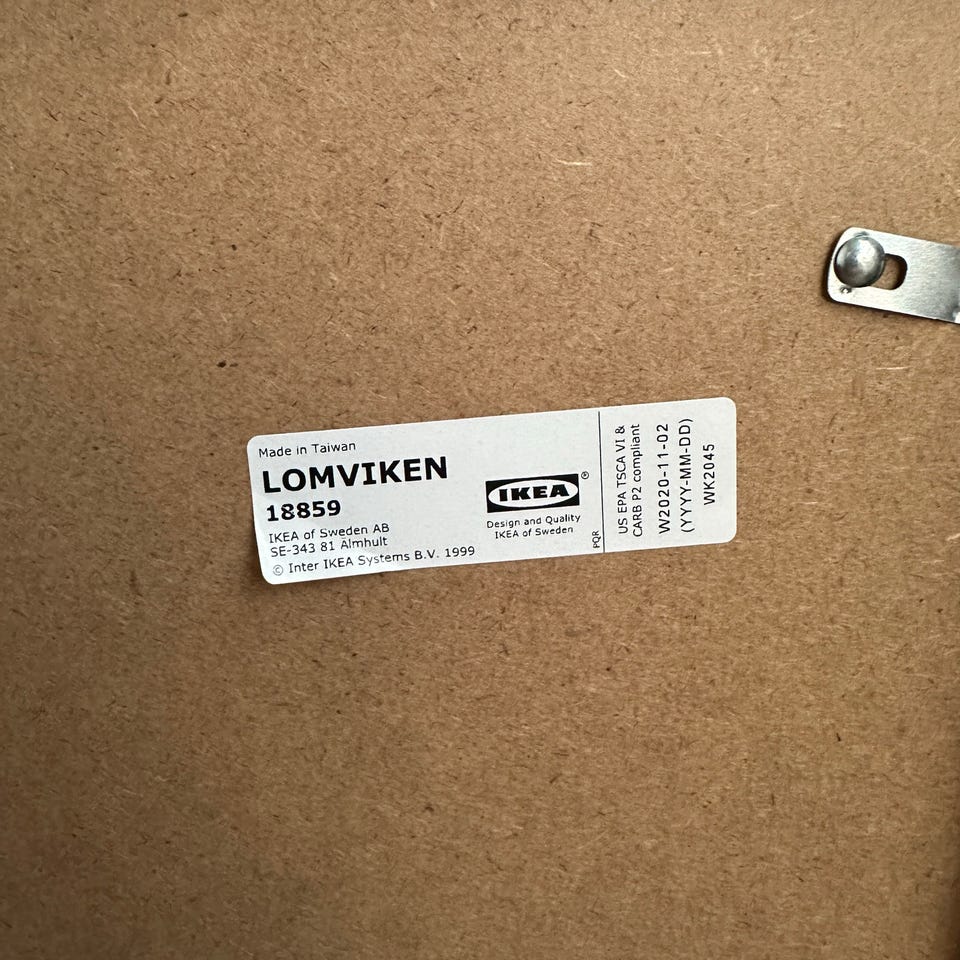 Made in Taiwan
LOMVIKEN
18859
IKEA of Sweden AB
SE-343 81 Älmhult
© Inter IKEA Systems B.V. 1999
IKEA®
Design and Quality
IKEA of Sweden
PQR
US EPA TSCA VI &
CARB P2 compliant
W2020-11-02
(YYYY-MM-DD)
WK2045